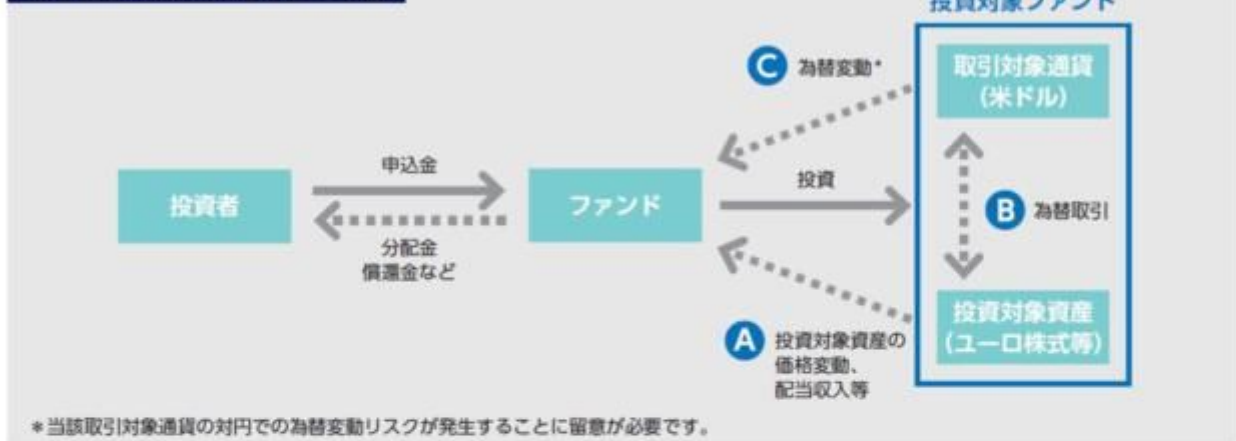 投資対象ファンド
C 為替変動*
取引対象通貨
(米ドル)
申込金
投資
投資者
ファンド
B 為替取引
分配金
償還金など
A 投資対象資産の
価格変動、
配当収入等
投資対象資産
(ユーロ株式等)
*当該取引対象通貨の対円での為替変動リスクが発生することに留意が必要です。